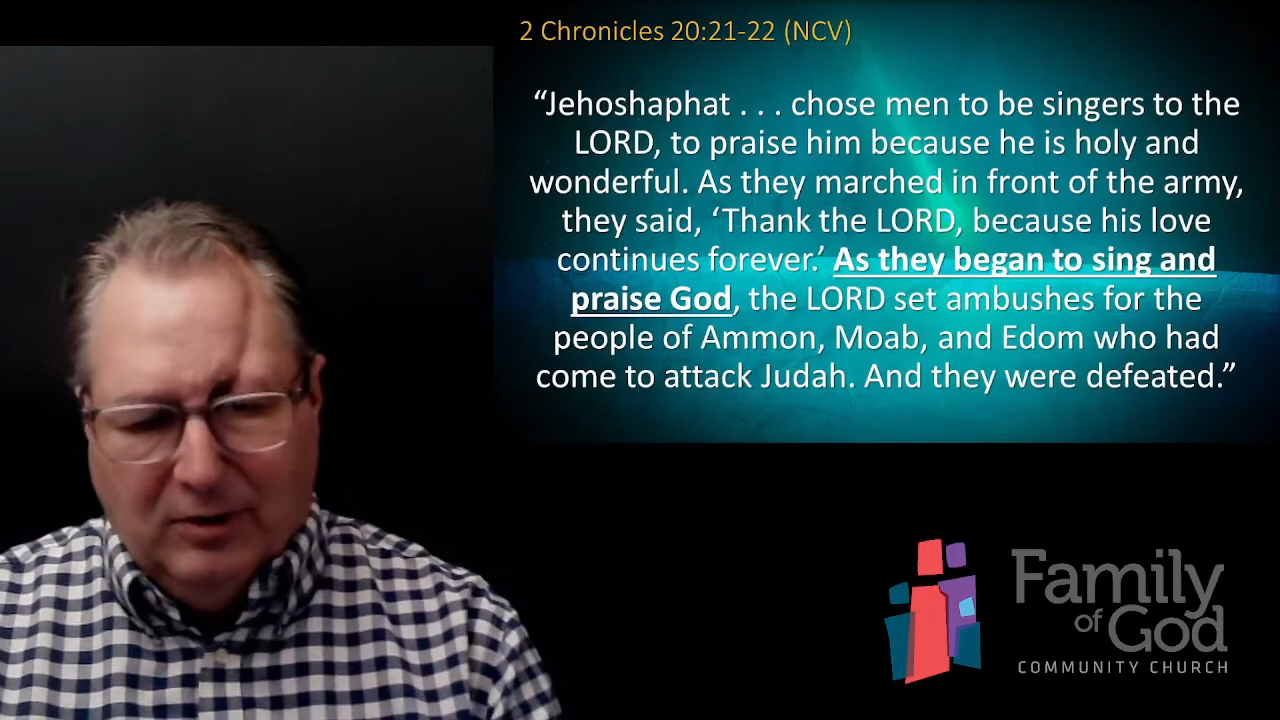 2 Chronicles 20:21-22 (NCV)
“Jehoshaphat . . . chose men to be singers to the
LORD, to praise him because he is holy and
wonderful. As they marched in front of the army,
they said, ‘Thank the LORD, because his love
continues forever.’ As they began to sing and
praise God, the LORD set ambushes for the
people of Ammon, Moab, and Edom who had
come to attack Judah. And they were defeated.”
Family
of God
COMMUNITY CHURCH